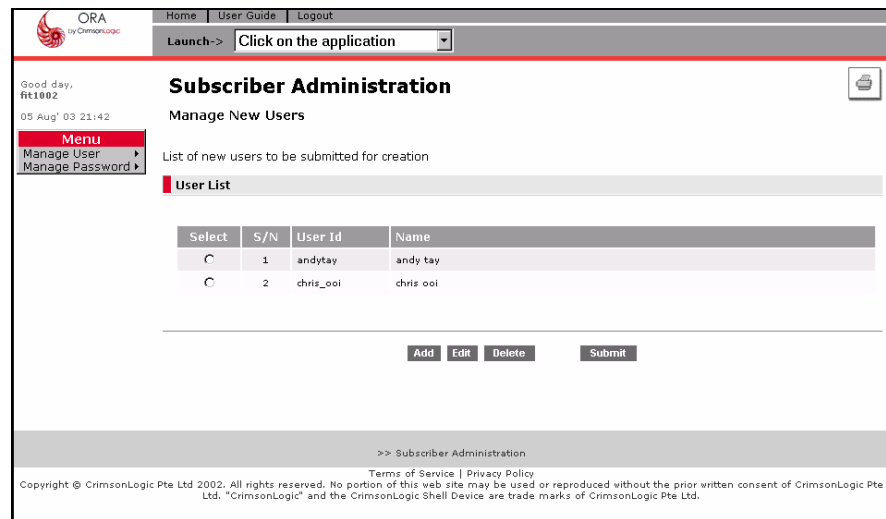 ORA
by CrimsonLogic
Home | User Guide | Logout
Launch-> Click on the application
Good day,
fit1002
05 Aug' 03 21:42
Menu
Manage User
Manage Password
Subscriber Administration
Manage New Users
List of new users to be submitted for creation
User List
Select S/N User Id Name
1 andytay andy tay
2 chris_ooi chris ooi
Add Edit Delete Submit
>> Subscriber Administration
Terms of Service | Privacy Policy
Copyright © CrimsonLogic Pte Ltd 2002. All rights reserved. No portion of this web site may be used or reproduced without the prior written consent of CrimsonLogic Pte
Ltd. "CrimsonLogic" and the CrimsonLogic Shell Device are trade marks of CrimsonLogic Pte Ltd.